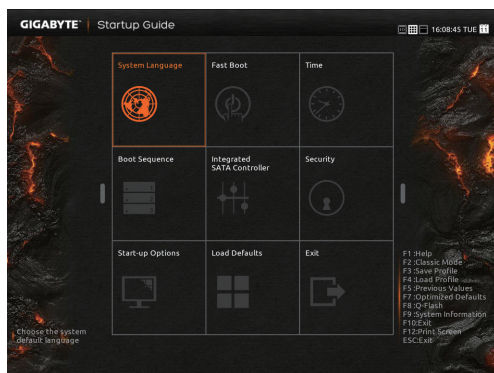 GIGABYTE™ Startup Guide
16:08:45 TUE 11
System Language
Fast Boot
Time
Boot Sequence
Integrated
SATA Controller
Security
Start-up Options
Load Defaults
Exit
Choose the system
default language
F1 :Help
F2 :Classic Mode
F3 :Save Profile
F4 :Load Profile
F5 :Previous Values
F7 :Optimized Defaults
F8 :Q-Flash
F9 :System Information
F10:Exit
F12:Print Screen
ESC:Exit